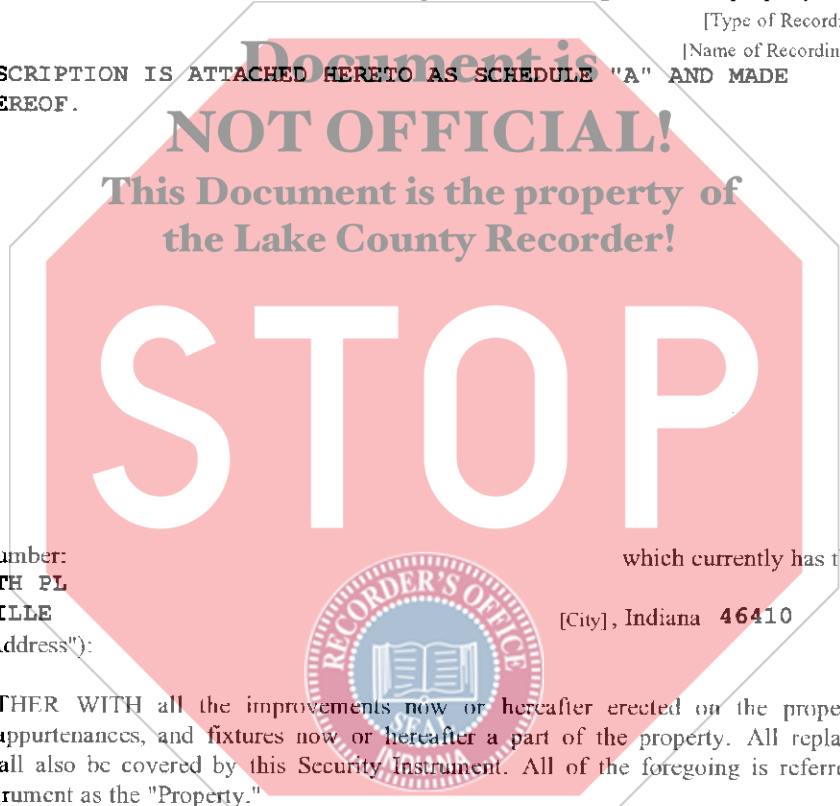 [Type of Recordi
[Name of Recordin
SCRIPTION IS ATTACHED HERETO AS SCHEDULE "A" AND MADE
EREOF.
Document is
NOT OFFICIAL!
This Document is the property of
the Lake County Recorder!
STOP
umber:
which currently has t
TH PL
ILLE
[City], Indiana 46410
ddress"):
RECORDER'S OFFICE
SEAL
INDIANA
THER WITH all the improvements now or hereafter erected on the prope
appurtenances, and fixtures now or hereafter a part of the property. All repla
all also be covered by this Security Instrument. All of the foregoing is referre
rument as the "Property."